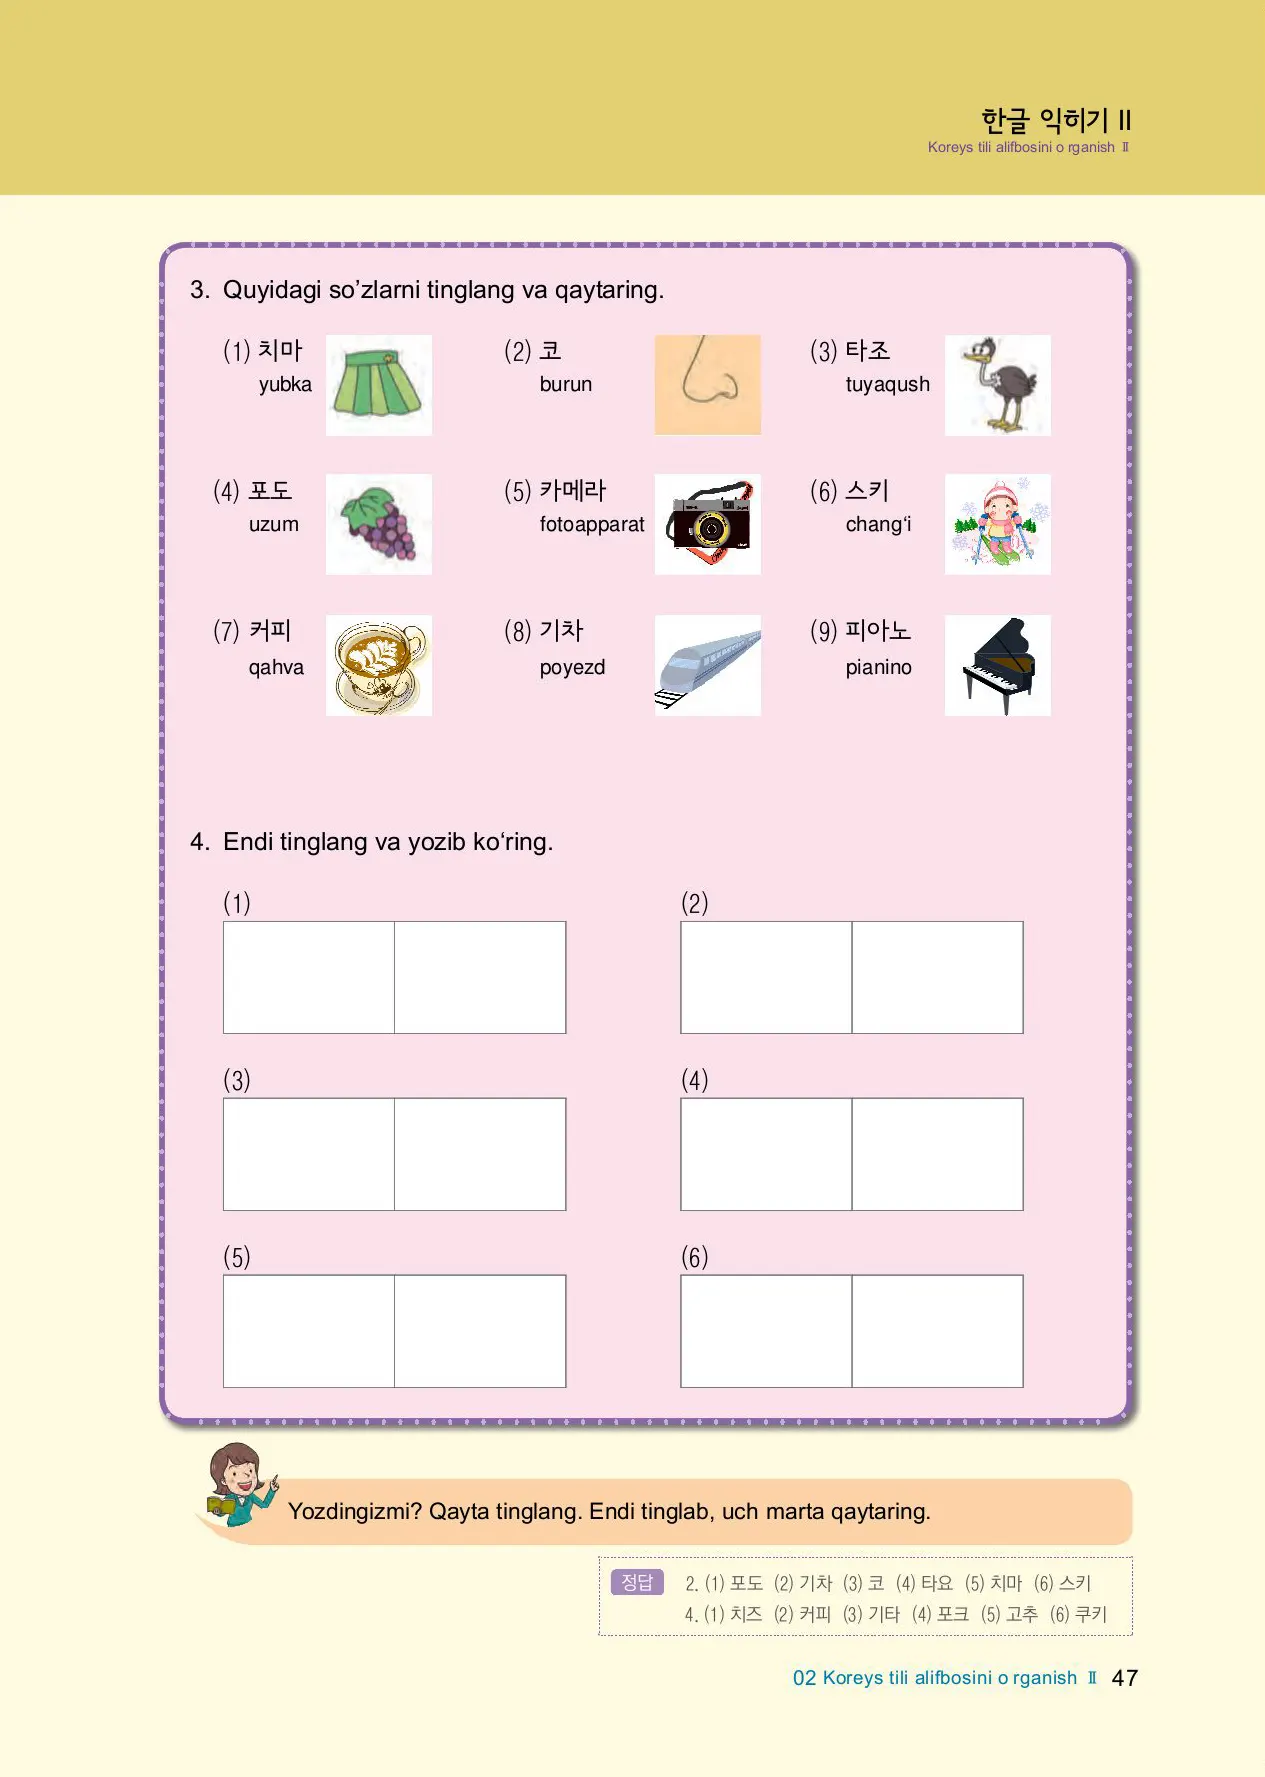 한글 익히기 II
Koreys tili alifbosini o rganish Ⅱ
3. Quyidagi so’zlarni tinglang va qaytaring.
(1) 치마 (2) 코 (3) 타조
yubka burun tuyaqush
(4) 포도 (5) 카메라 (6) 스키
uzum fotoapparat chang‘i
(7) 커피 (8) 기차 (9) 피아노
qahva poyezd pianino
4. Endi tinglang va yozib ko‘ring.
(1) (2)
(3) (4)
(5) (6)
Yozdingizmi? Qayta tinglang. Endi tinglab, uch marta qaytaring.
정답 2. (1) 포도 (2) 기차 (3) 코 (4) 타요 (5) 치마 (6) 스키
4. (1) 치즈 (2) 커피 (3) 기타 (4) 포크 (5) 고추 (6) 쿠키
02 Koreys tili alifbosini o rganish Ⅱ 47